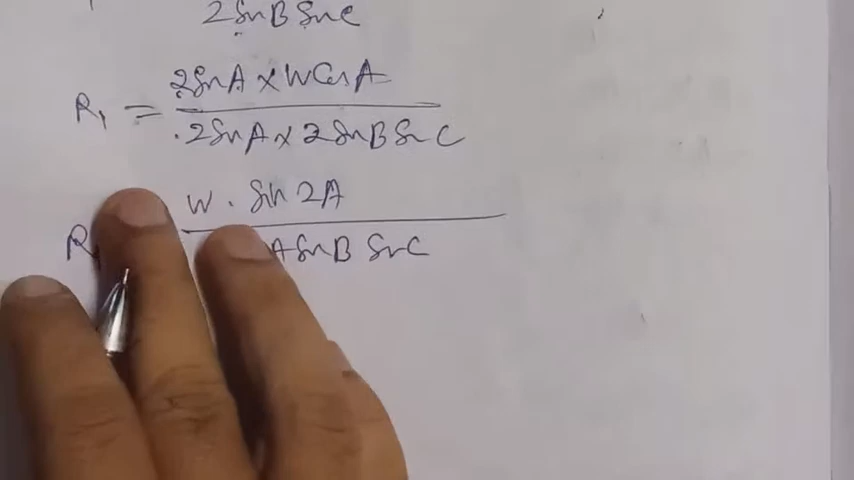 2 Sin B Sin C
2 Sin A × W Cos A
R₁ =
2 Sin A × 2 Sin B Sin C
W . Sin 2A
R
A Sin B Sin C